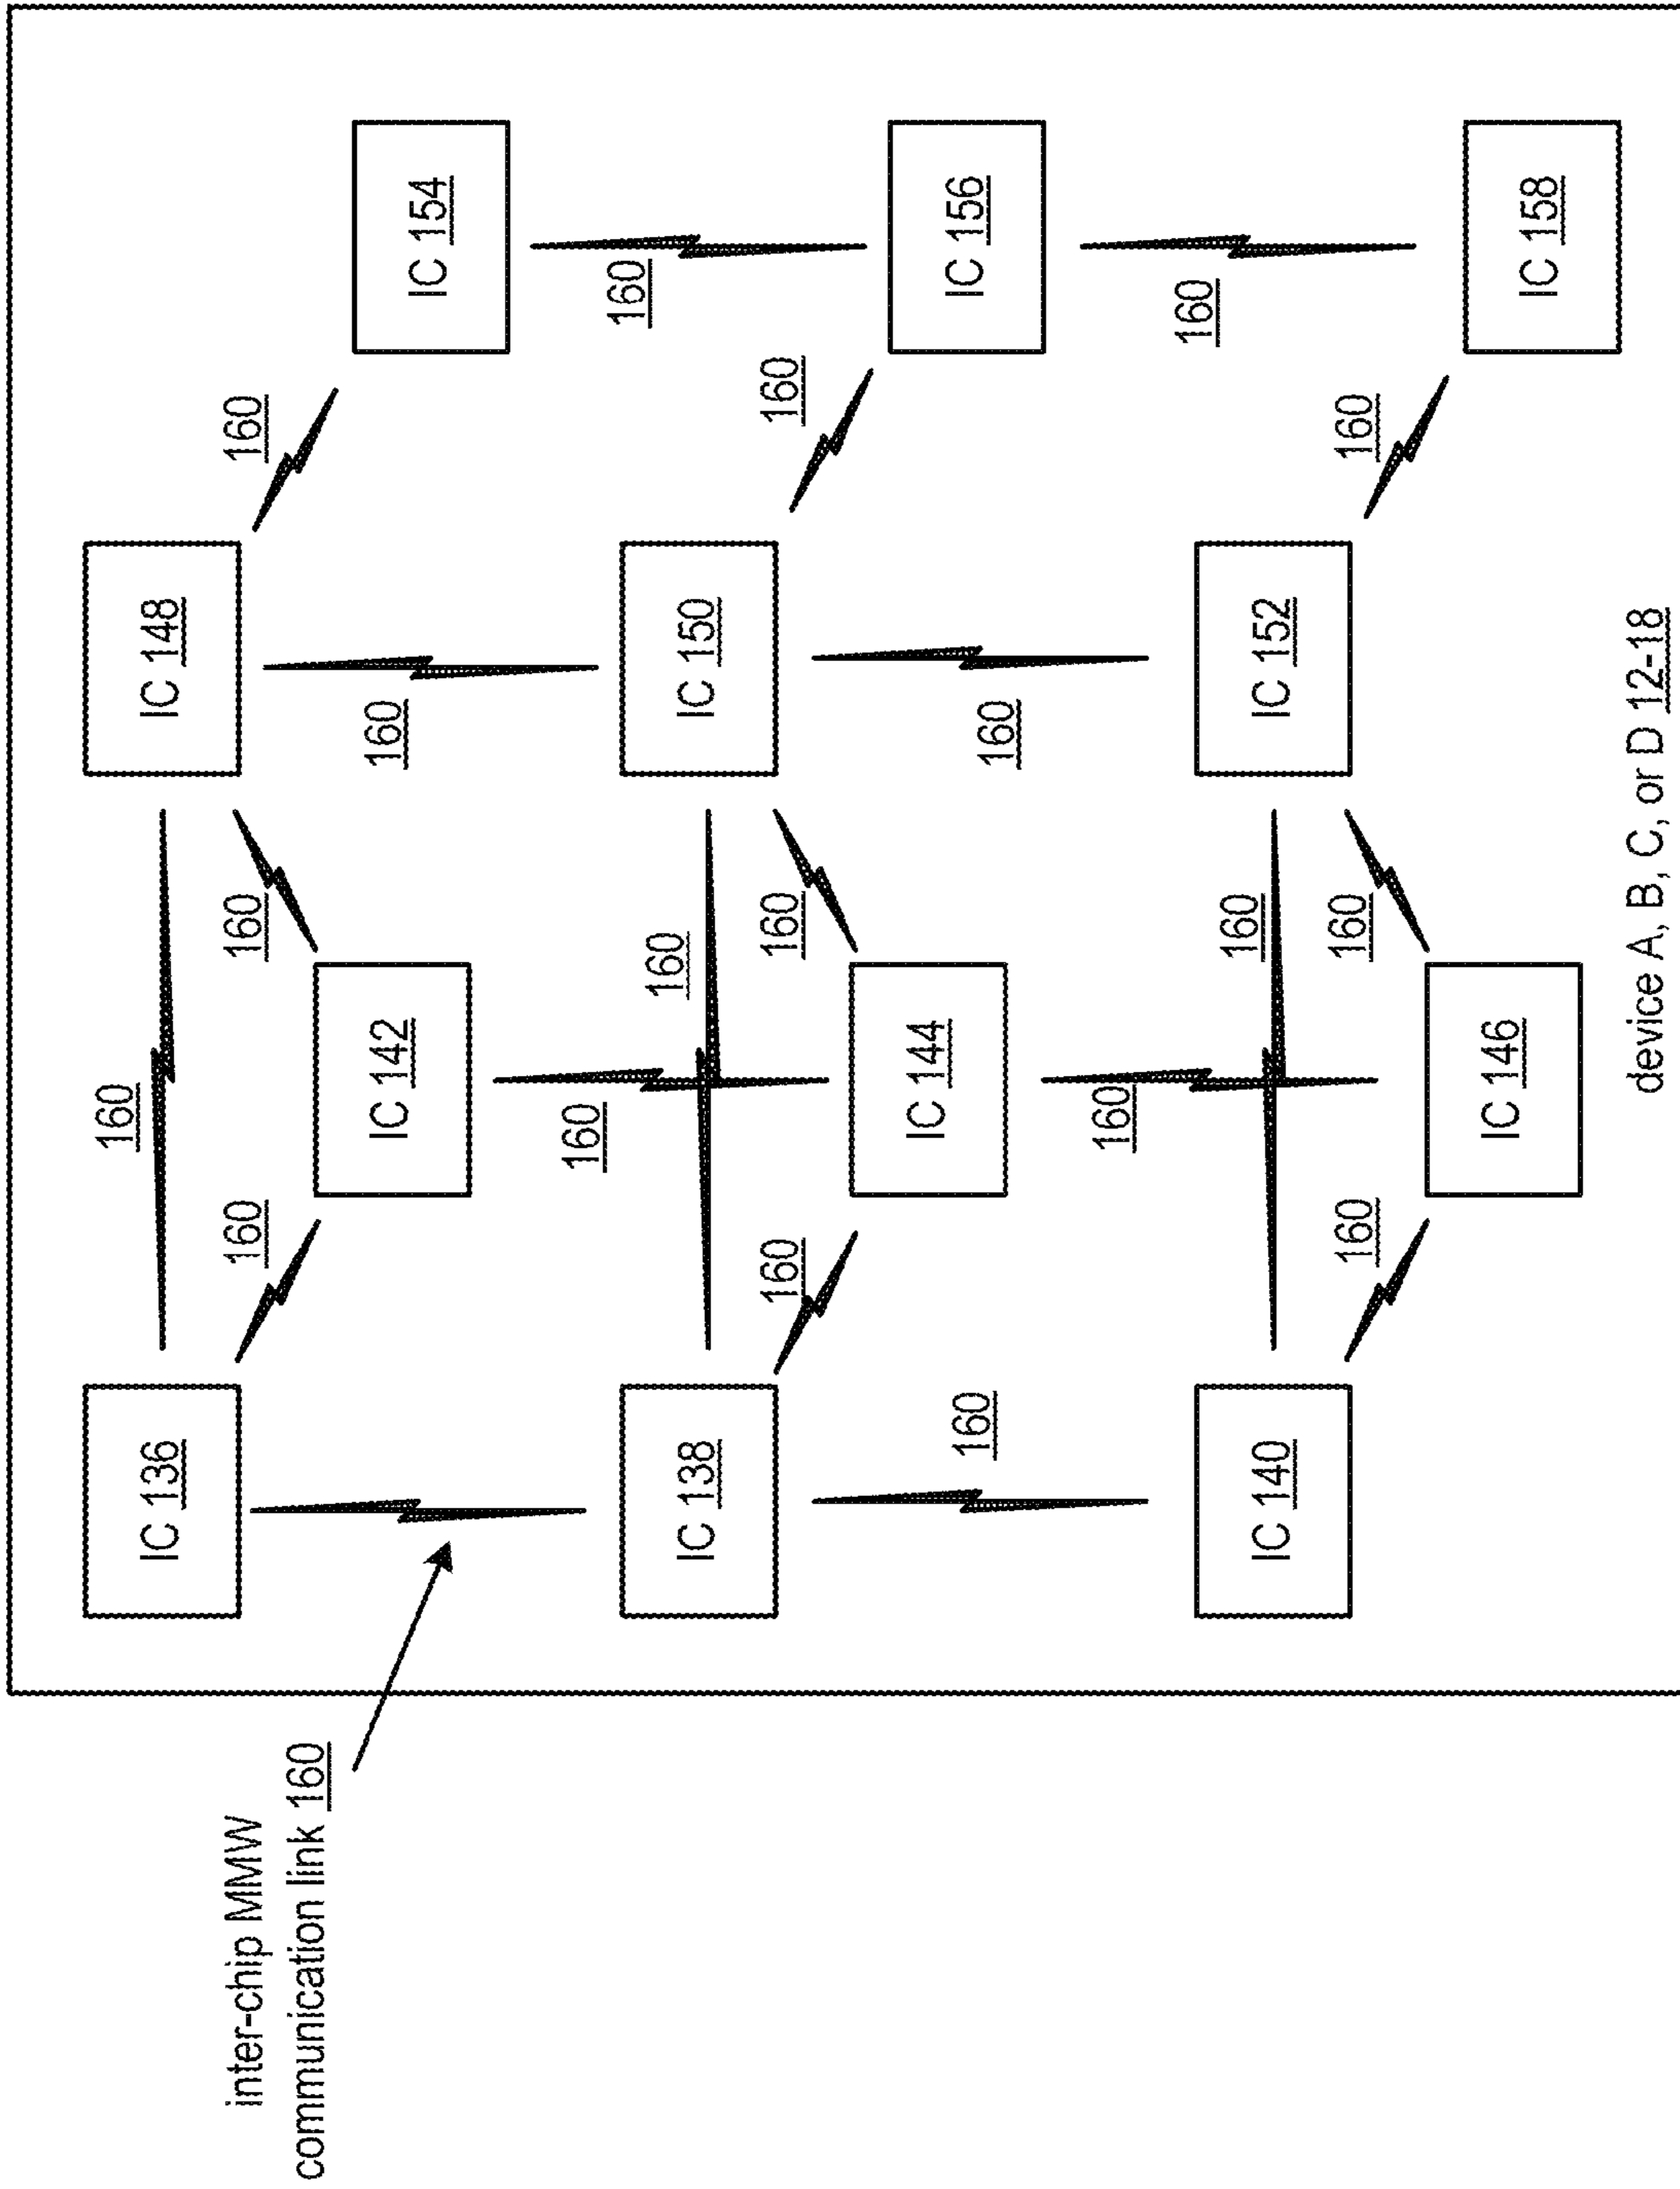 160
IC 136
IC 148
inter-chip MMW
communication link 160
160
160
160
160
IC 142
IC 154
160
160
160
IC 138
IC 150
160
160
160
IC 144
IC 156
160
160
160
160
160
IC 140
IC 152
160
160
160
IC 146
IC 158
device A, B, C, or D 12-18